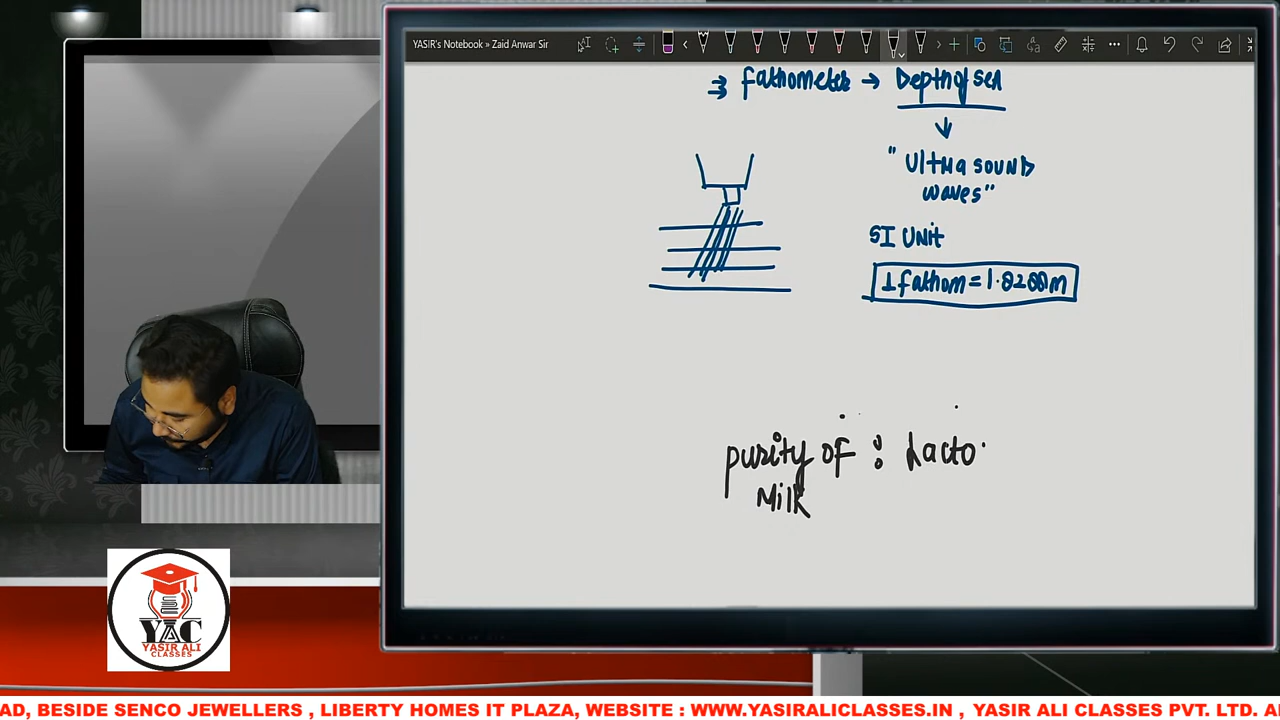 YASIR's Notebook » Zaid Anwar Sir
⇒ Fathometer → Depth of sea
↓
"Ultra sound
waves"
SI Unit
1 fathom = 1.8288m
purity of : Lacto
Milk
YAC
YASIR ALI
CLASSES
AD, BESIDE SENCO JEWELLERS , LIBERTY HOMES IT PLAZA, WEBSITE : WWW.YASIRALICLASSES.IN , YASIR ALI CLASSES PVT. LTD. A